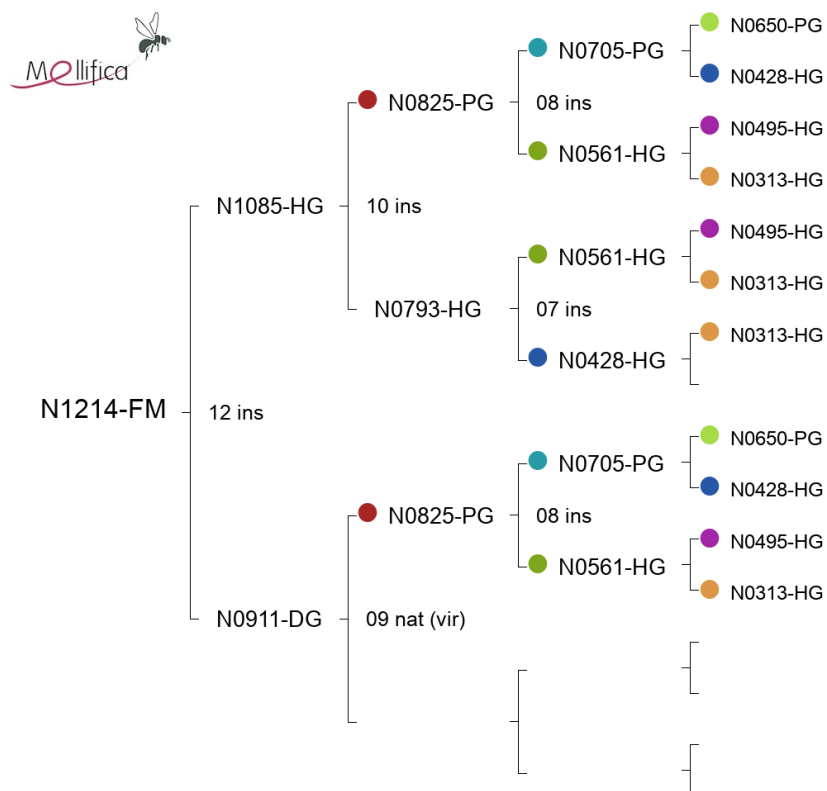 Mellifica
N0650-PG
N0705-PG
N0428-HG
N0825-PG
08 ins
N0495-HG
N0561-HG
N0313-HG
N1085-HG
10 ins
N0495-HG
N0561-HG
N0313-HG
N0793-HG
07 ins
N0313-HG
N0428-HG
N1214-FM
12 ins
N0650-PG
N0705-PG
N0428-HG
N0825-PG
08 ins
N0495-HG
N0561-HG
N0313-HG
N0911-DG
09 nat (vir)